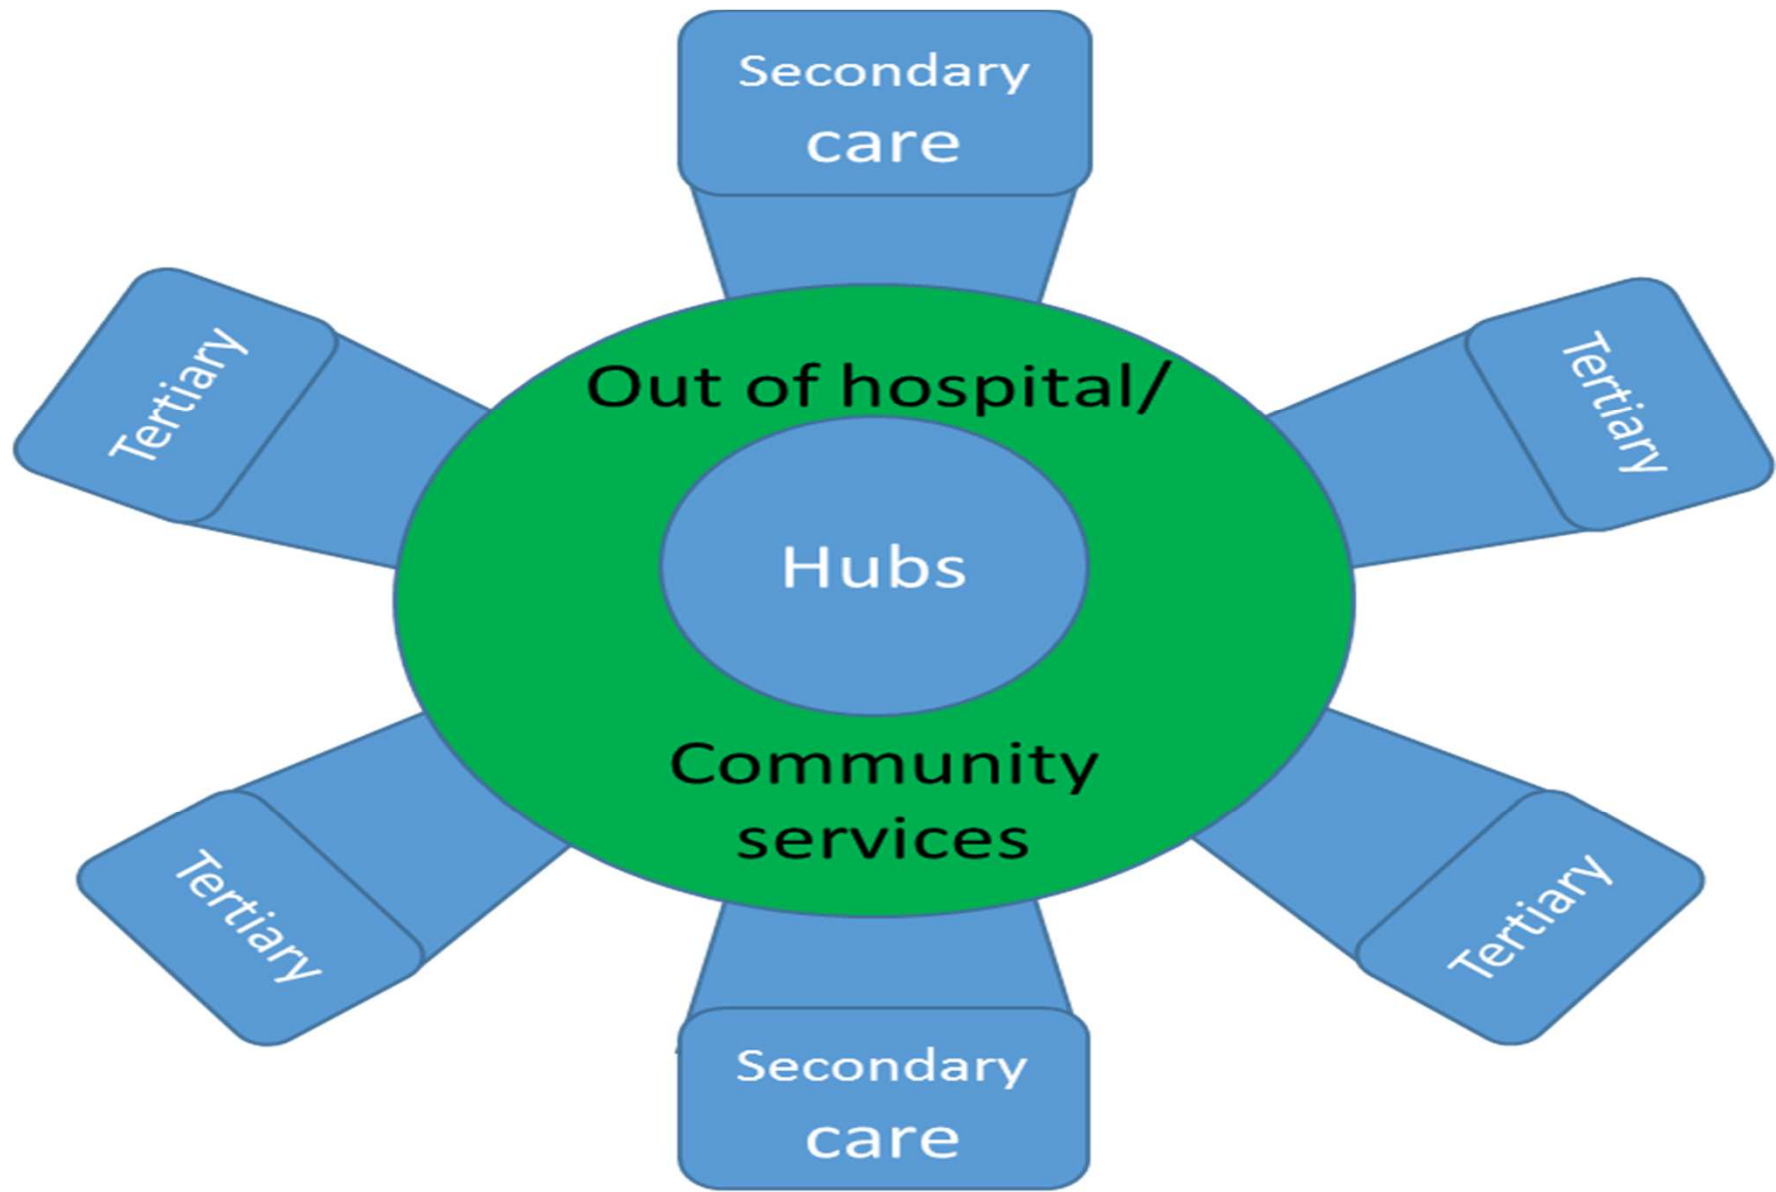 Secondary
care
Tertiary
Tertiary
Out of hospital/
Hubs
Community
services
Tertiary
Tertiary
Secondary
care